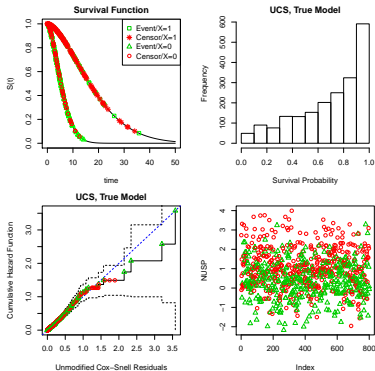 Survival Function
S(t)
1.0
0.8
0.6
0.4
0.2
0.0
Event/X=1
Censor/X=1
Event/X=0
Censor/X=0
0 10 20 30 40 50
time
UCS, True Model
Frequency
600
500
400
300
200
100
0
0.0 0.2 0.4 0.6 0.8 1.0
Survival Probability
UCS, True Model
Cumulative Hazard Function
3.0
2.0
1.0
0.0
0.0 0.5 1.0 1.5 2.0 2.5 3.0 3.5
Unmodified Cox−Snell Residuals
NUSP
4
3
2
1
0
−1
−2
0 200 400 600 800
Index